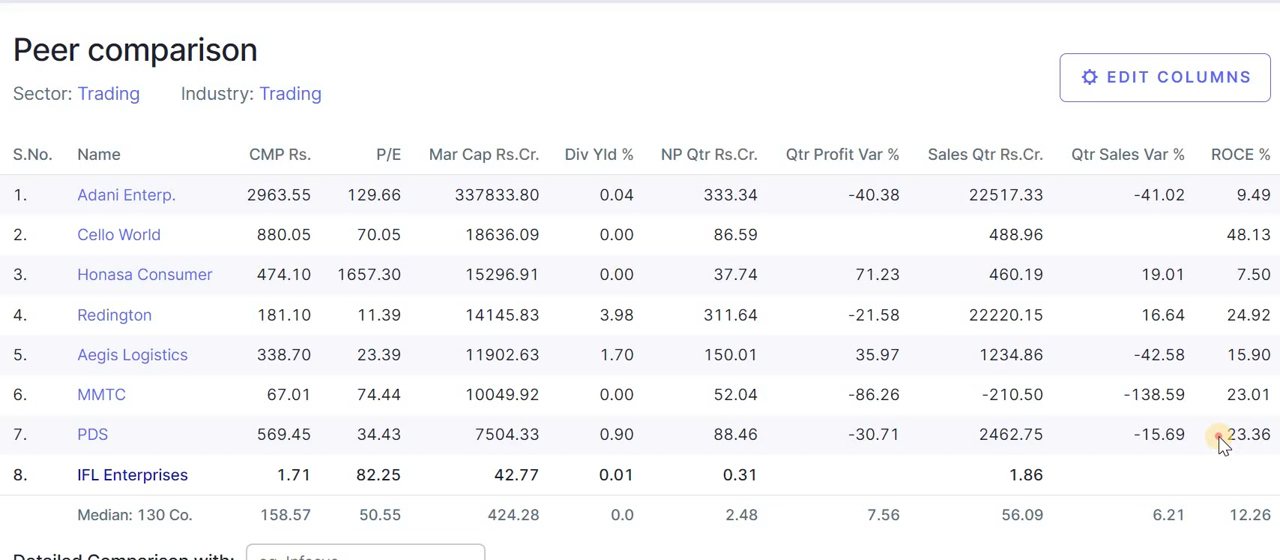 Peer comparison
Sector: Trading Industry: Trading
EDIT COLUMNS
S.No. Name CMP Rs. P/E Mar Cap Rs.Cr. Div Yld % NP Qtr Rs.Cr. Qtr Profit Var % Sales Qtr Rs.Cr. Qtr Sales Var % ROCE %
1. Adani Enterp. 2963.55 129.66 337833.80 0.04 333.34 -40.38 22517.33 -41.02 9.49
2. Cello World 880.05 70.05 18636.09 0.00 86.59 488.96 48.13
3. Honasa Consumer 474.10 1657.30 15296.91 0.00 37.74 71.23 460.19 19.01 7.50
4. Redington 181.10 11.39 14145.83 3.98 311.64 -21.58 22220.15 16.64 24.92
5. Aegis Logistics 338.70 23.39 11902.63 1.70 150.01 35.97 1234.86 -42.58 15.90
6. MMTC 67.01 74.44 10049.92 0.00 52.04 -86.26 -210.50 -138.59 23.01
7. PDS 569.45 34.43 7504.33 0.90 88.46 -30.71 2462.75 -15.69 23.36
8. IFL Enterprises 1.71 82.25 42.77 0.01 0.31 1.86
Median: 130 Co. 158.57 50.55 424.28 0.0 2.48 7.56 56.09 6.21 12.26
Detailed Comparison with: